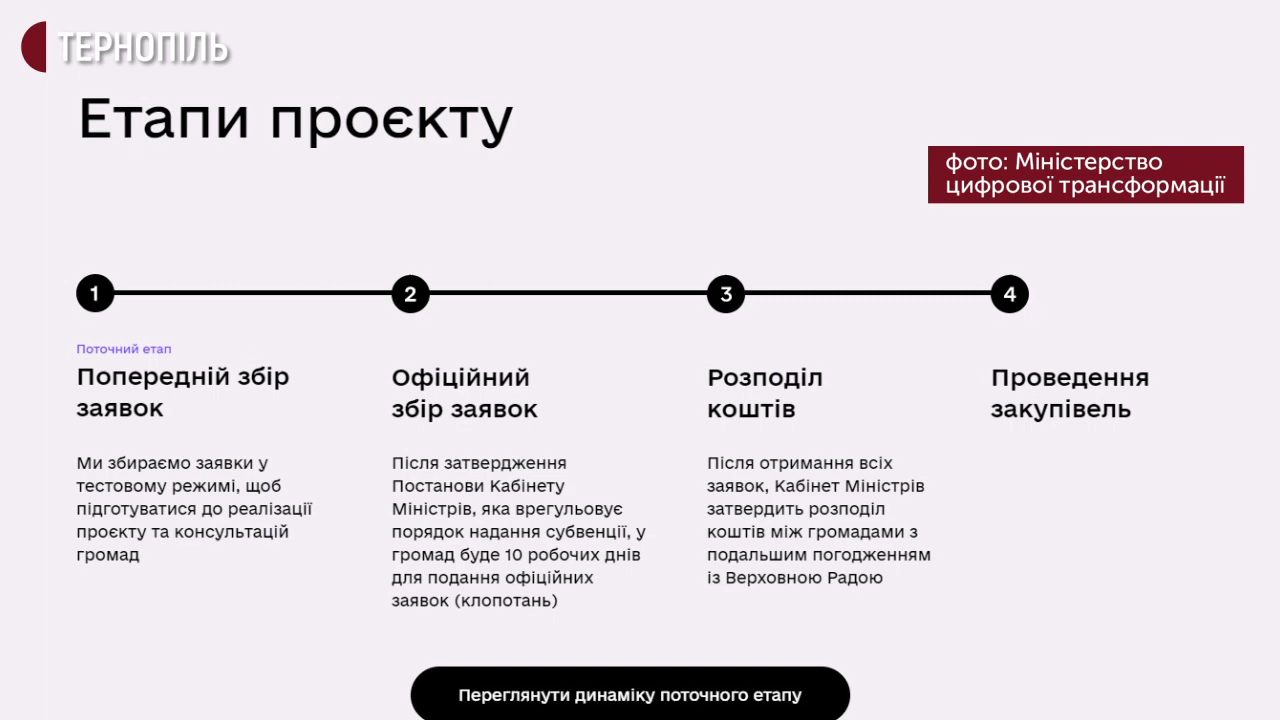 ТЕРНОПІЛЬ
Етапи проєкту
фото: Міністерство
цифрової трансформації
1
2
3
4
Поточний етап
Попередній збір
заявок
Ми збираємо заявки у
тестовому режимі, щоб
підготуватися до реалізації
проєкту та консультацій
громад
Офіційний
збір заявок
Після затвердження
Постанови Кабінету
Міністрів, яка врегульовує
порядок надання субвенції, у
громад буде 10 робочих днів
для подання офіційних
заявок (клопотань)
Розподіл
коштів
Після отримання всіх
заявок, Кабінет Міністрів
затвердить розподіл
коштів між громадами з
подальшим погодженням
із Верховною Радою
Проведення
закупівель
Переглянути динаміку поточного етапу